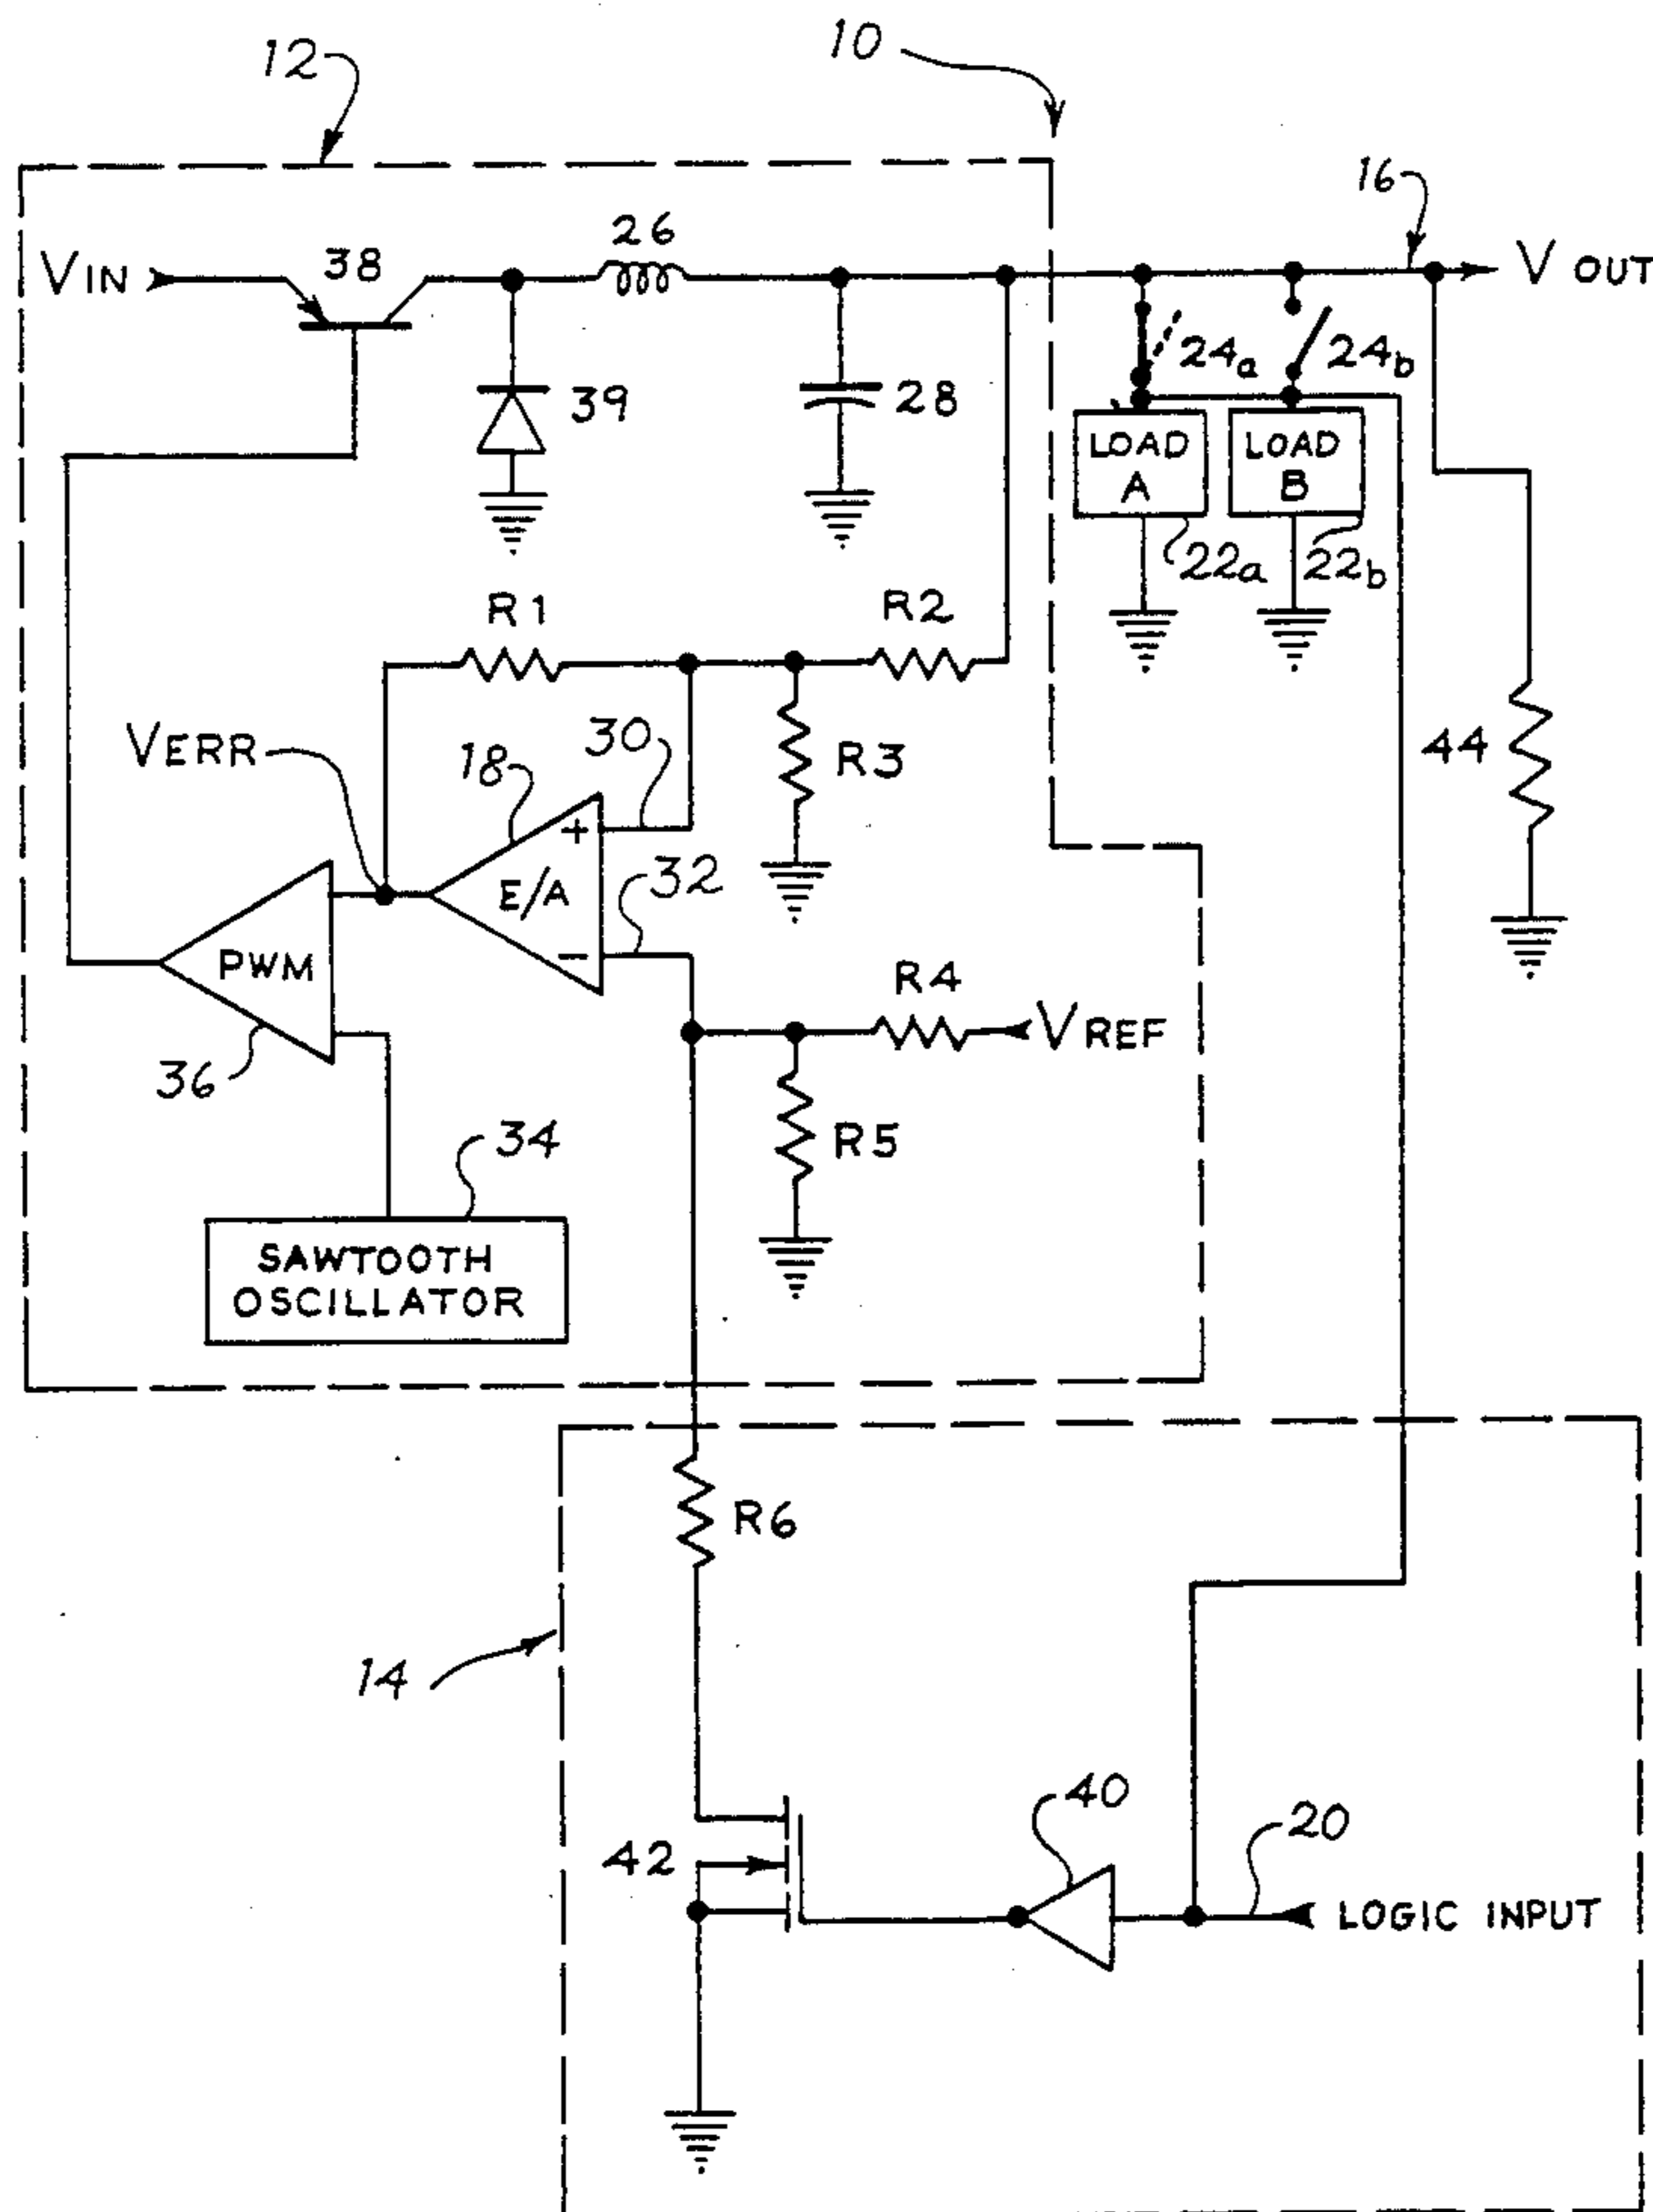 12
10
16
VIN
38
26
VOUT
39
28
24a
24b
LOAD
A
LOAD
B
22a
22b
R1
R2
VERR
18
30
R3
44
+
E/A
32
−
PWM
R4
VREF
36
R5
34
SAWTOOTH
OSCILLATOR
R6
14
40
20
42
LOGIC INPUT